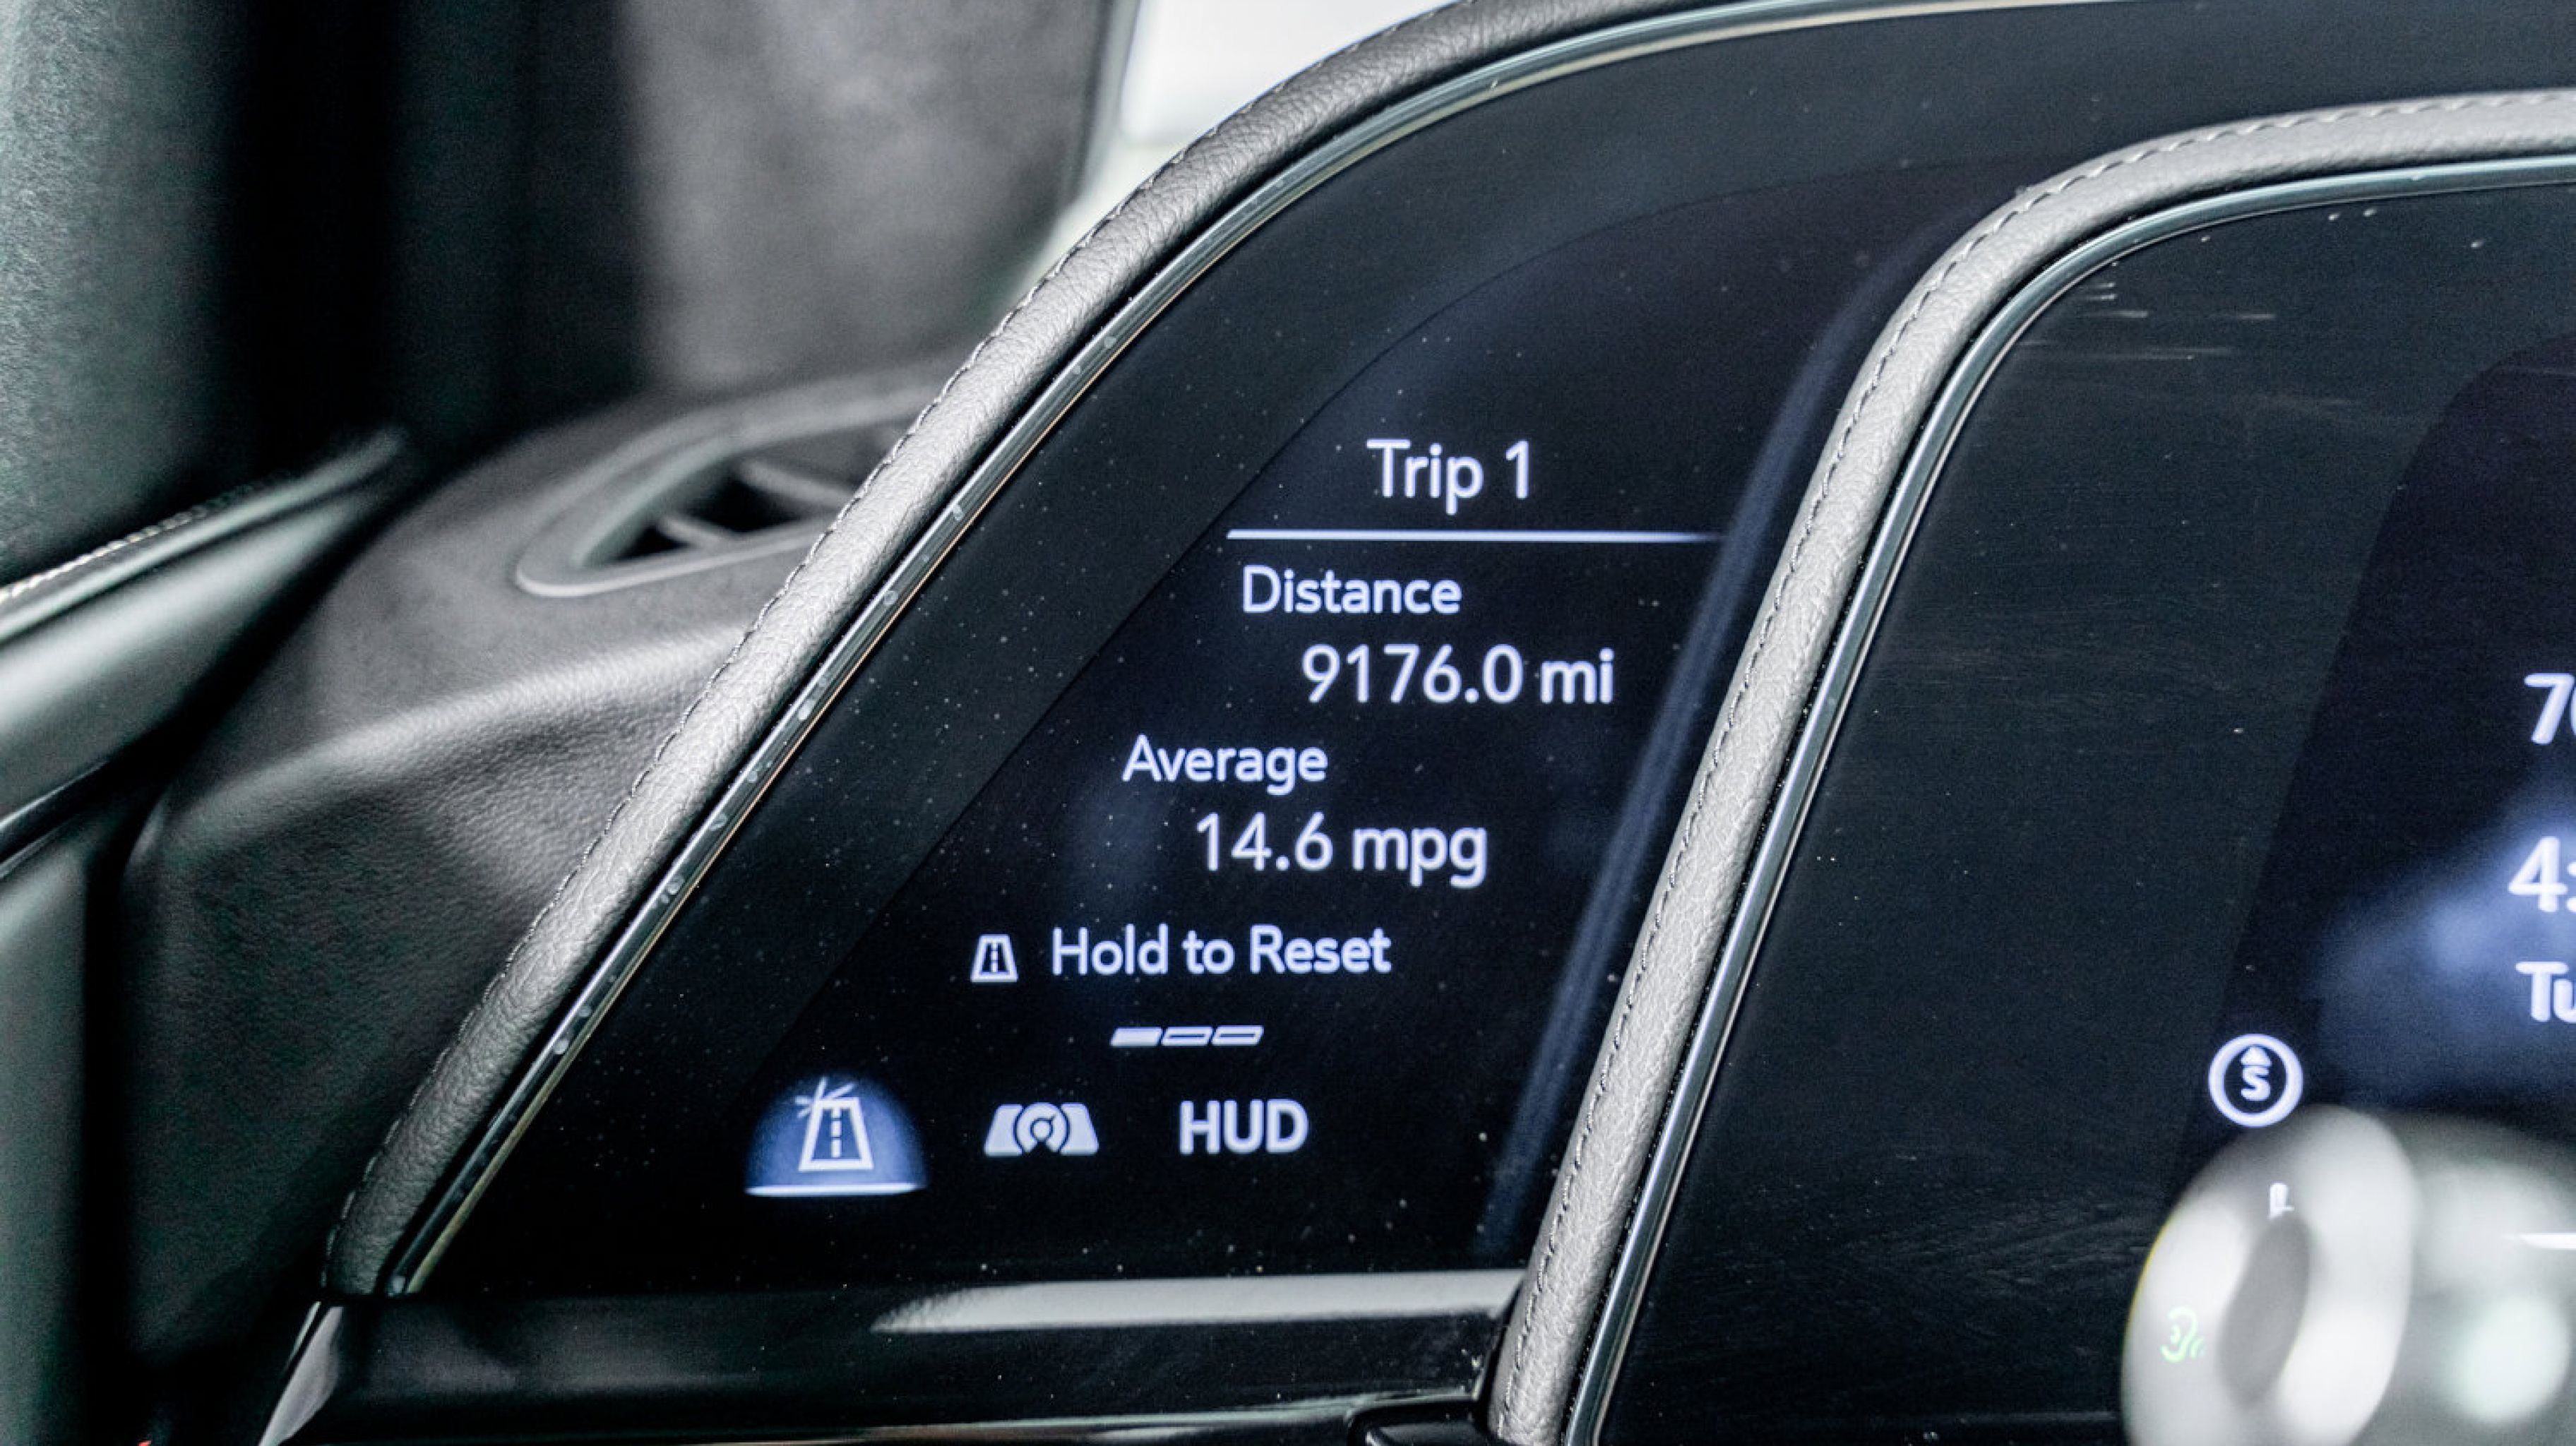 Trip 1
Distance
9176.0 mi
Average
14.6 mpg
Hold to Reset
HUD
S